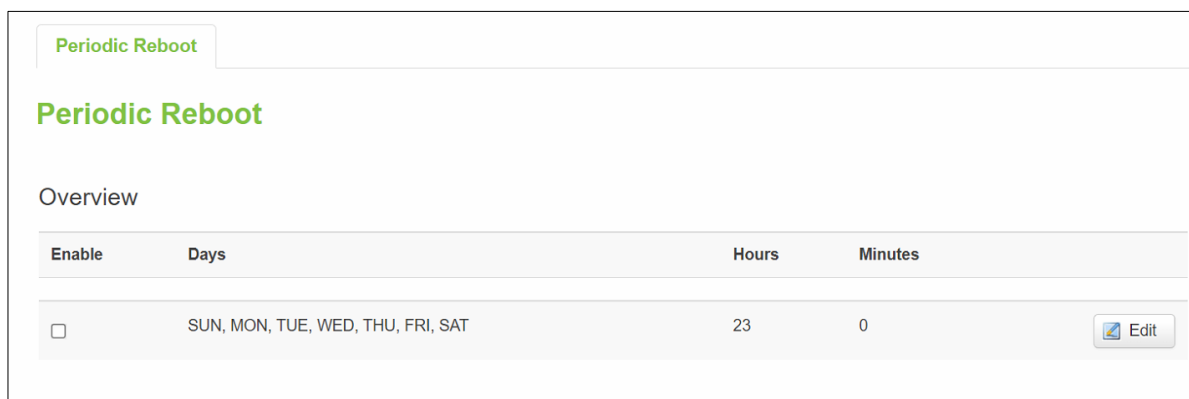 Periodic Reboot
Periodic Reboot
Overview
Enable Days Hours Minutes
SUN, MON, TUE, WED, THU, FRI, SAT 23 0 Edit